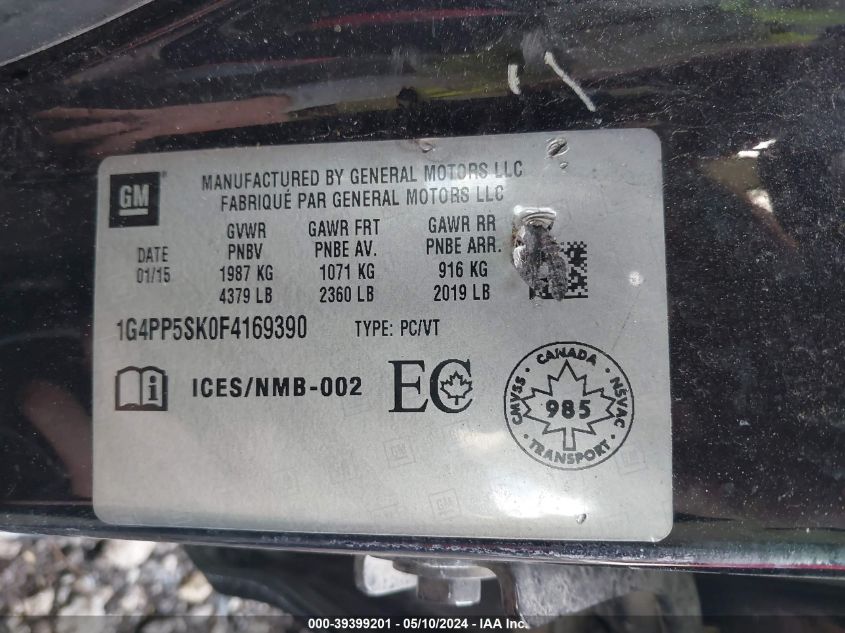 GM
MANUFACTURED BY GENERAL MOTORS LLC
FABRIQUÉ PAR GENERAL MOTORS LLC
DATE
01/15
GVWR
PNBV
1987 KG
4379 LB
GAWR FRT
PNBE AV.
1071 KG
2360 LB
GAWR RR
PNBE ARR.
916 KG
2019 LB
1G4PP5SK0F4169390 TYPE: PC/VT
i ICES/NMB-002 EC
CANADA
CMVSS 985 NSVAC
TRANSPORT
GM
GM
000-39399201 - 05/10/2024 - IAA Inc.